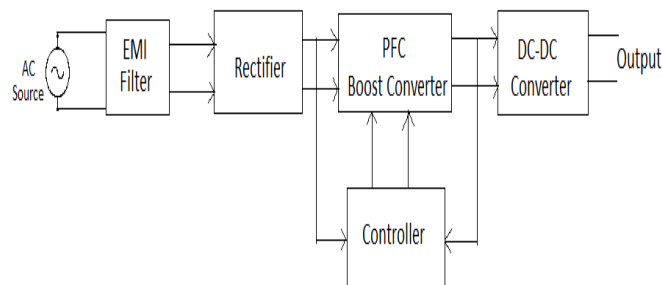 AC
Source
EMI
Filter
Rectifier
PFC
Boost Converter
DC-DC
Converter
Output
Controller